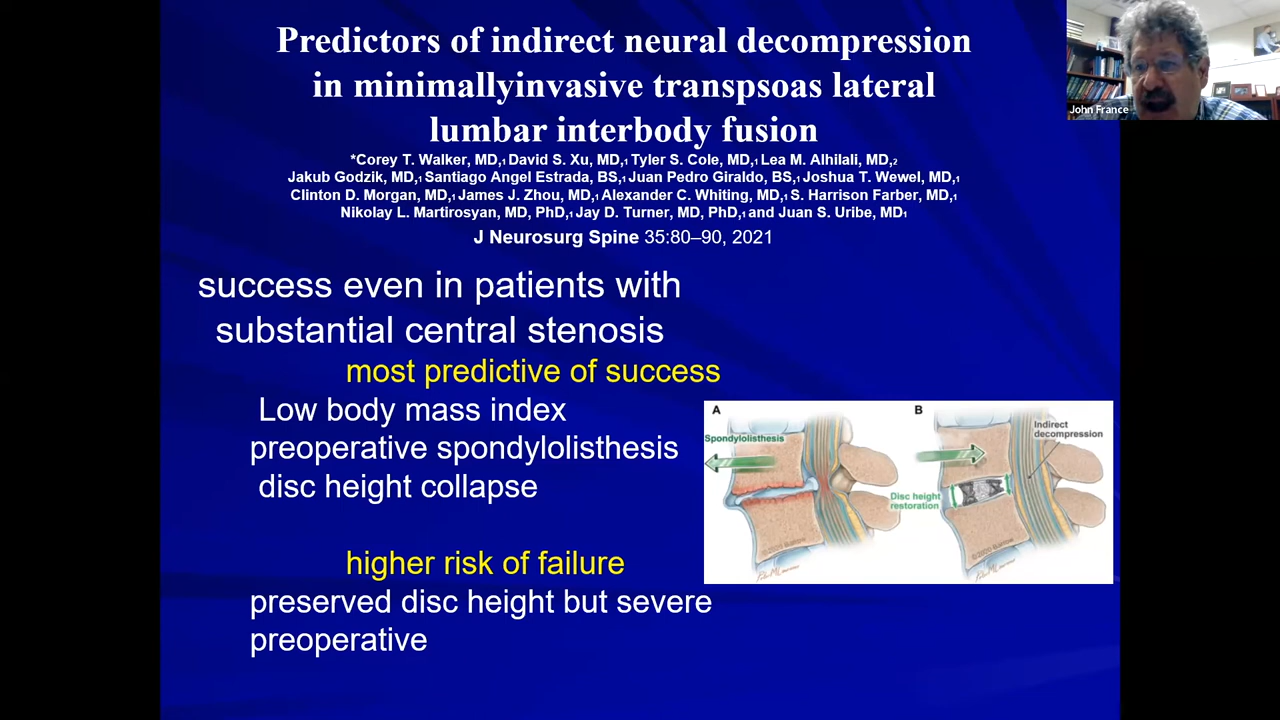 Predictors of indirect neural decompression
in minimallyinvasive transpsoas lateral
lumbar interbody fusion
*Corey T. Walker, MD,1 David S. Xu, MD,1 Tyler S. Cole, MD,1 Lea M. Alhilali, MD,2
Jakub Godzik, MD,1 Santiago Angel Estrada, BS,1 Juan Pedro Giraldo, BS,1 Joshua T. Wewel, MD,1
Clinton D. Morgan, MD,1 James J. Zhou, MD,1 Alexander C. Whiting, MD,1 S. Harrison Farber, MD,1
Nikolay L. Martirosyan, MD, PhD,1 Jay D. Turner, MD, PhD,1 and Juan S. Uribe, MD1
J Neurosurg Spine 35:80–90, 2021
John France
success even in patients with
substantial central stenosis
most predictive of success
Low body mass index
preoperative spondylolisthesis
disc height collapse
higher risk of failure
preserved disc height but severe
preoperative
A
Spondylolisthesis
B
Indirect
decompression
Disc height
restoration